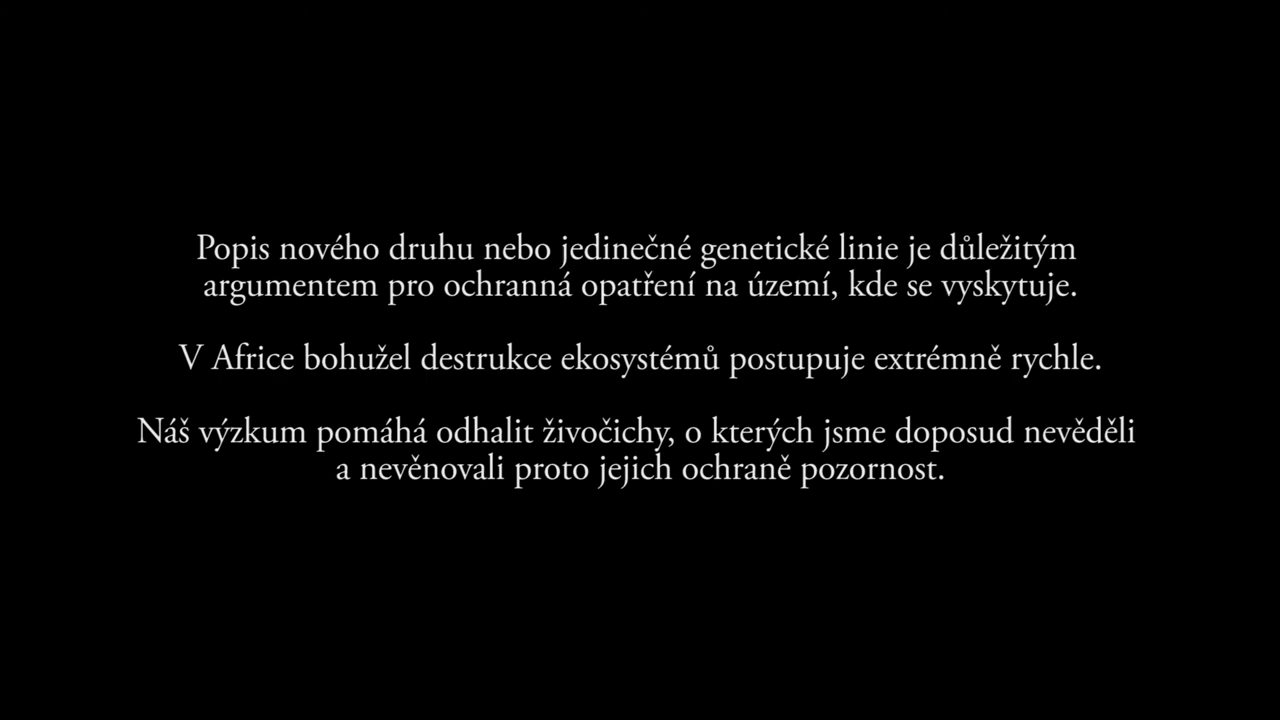 Popis nového druhu nebo jedinečné genetické linie je důležitým
argumentem pro ochranná opatření na území, kde se vyskytuje.
V Africe bohužel destrukce ekosystémů postupuje extrémně rychle.
Náš výzkum pomáhá odhalit živočichy, o kterých jsme doposud nevěděli
a nevěnovali proto jejich ochraně pozornost.